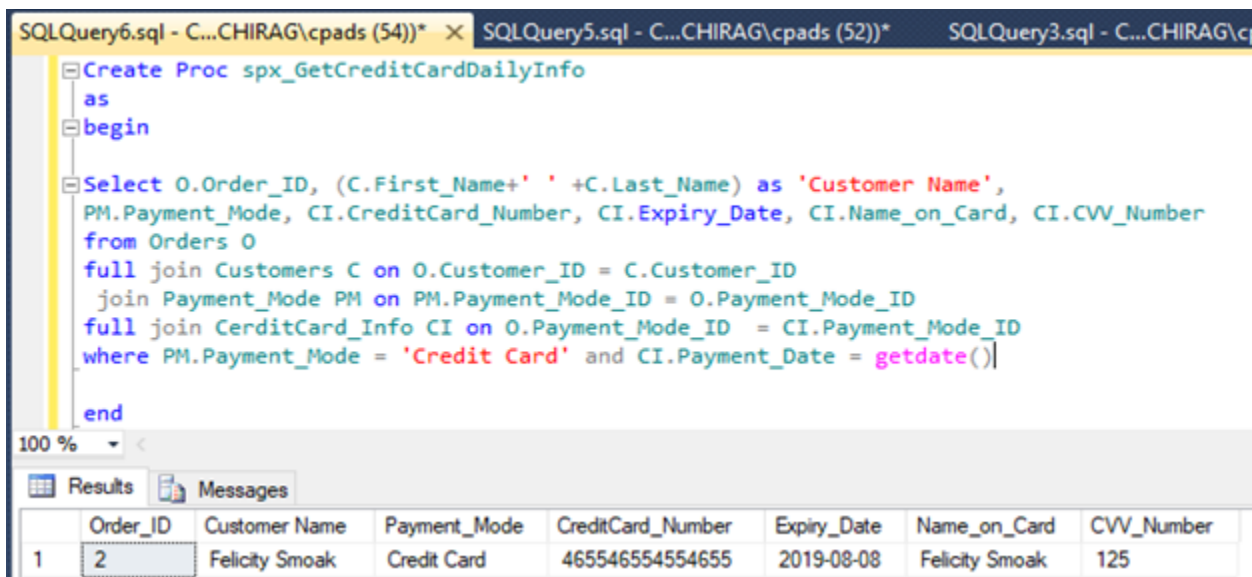 SQLQuery6.sql - C...CHIRAG\cpads (54))* SQLQuery5.sql - C...CHIRAG\cpads (52))* SQLQuery3.sql - C...CHIRAG\cp
Create Proc spx_GetCreditCardDailyInfo
as
begin
Select O.Order_ID, (C.First_Name+' ' +C.Last_Name) as 'Customer Name',
PM.Payment_Mode, CI.CreditCard_Number, CI.Expiry_Date, CI.Name_on_Card, CI.CVV_Number
from Orders O
full join Customers C on O.Customer_ID = C.Customer_ID
join Payment_Mode PM on PM.Payment_Mode_ID = O.Payment_Mode_ID
full join CerditCard_Info CI on O.Payment_Mode_ID = CI.Payment_Mode_ID
where PM.Payment_Mode = 'Credit Card' and CI.Payment_Date = getdate()
end
100 %
Results Messages
Order_ID Customer Name Payment_Mode CreditCard_Number Expiry_Date Name_on_Card CVV_Number
1 2 Felicity Smoak Credit Card 465546554554655 2019-08-08 Felicity Smoak 125